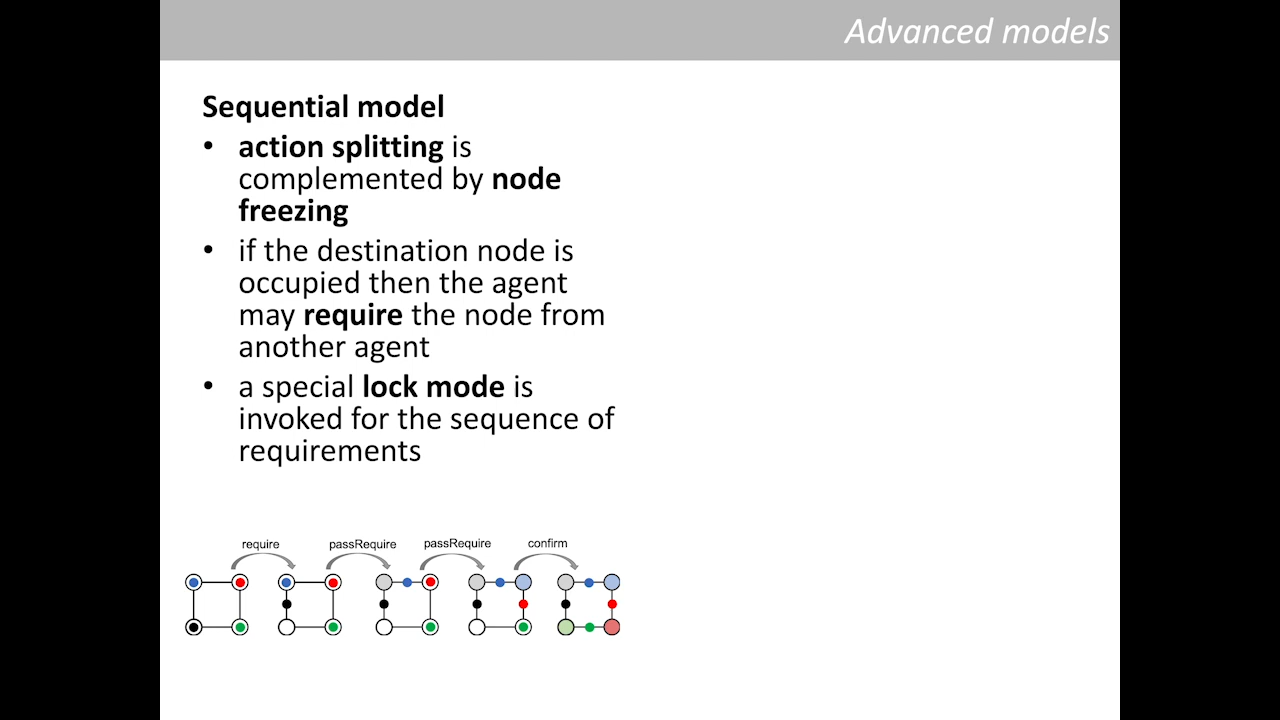 Advanced models
Sequential model
• action splitting is
complemented by node
freezing
• if the destination node is
occupied then the agent
may require the node from
another agent
• a special lock mode is
invoked for the sequence of
requirements
require passRequire passRequire confirm